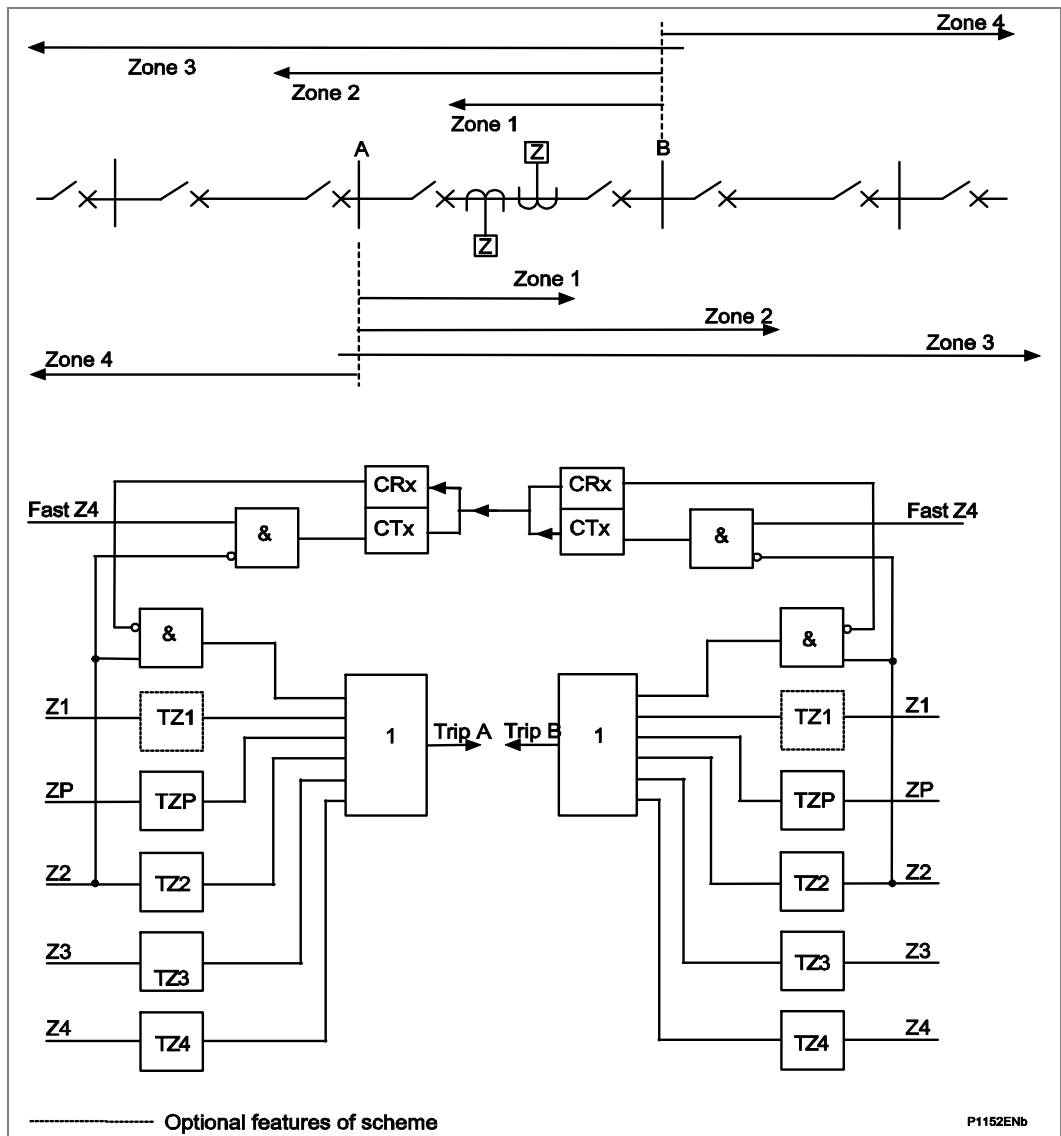 Zone 4
Zone 3
Zone 2
Zone 1
A
B
Z
Z
Zone 1
Zone 2
Zone 3
Zone 4
CRx
CRx
Fast Z4
Fast Z4
&
CTx
CTx
&
&
&
Z1
TZ1
TZ1
Z1
1
Trip A
Trip B
1
ZP
TZP
TZP
ZP
Z2
TZ2
TZ2
Z2
Z3
TZ3
TZ3
Z3
Z4
TZ4
TZ4
Z4
Optional features of scheme
P1152ENb